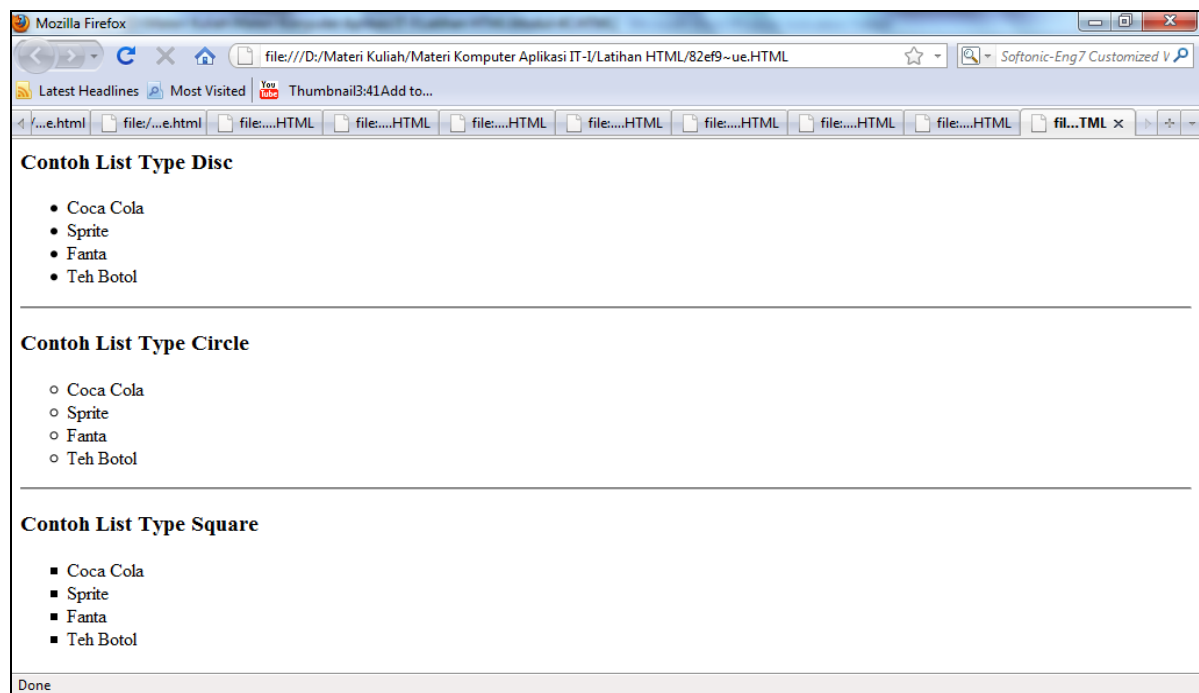 Mozilla Firefox
file:///D:/Materi Kuliah/Materi Komputer Aplikasi IT-I/Latihan HTML/82ef9~ue.HTML
Softonic-Eng7 Customized V
Latest Headlines Most Visited You Tube Thumbnail3:41Add to...
/...e.html file:/...e.html file:....HTML file:....HTML file:....HTML file:....HTML file:....HTML file:....HTML file:....HTML fil...TML
Contoh List Type Disc
Coca Cola
Sprite
Fanta
Teh Botol
Contoh List Type Circle
Coca Cola
Sprite
Fanta
Teh Botol
Contoh List Type Square
Coca Cola
Sprite
Fanta
Teh Botol
Done